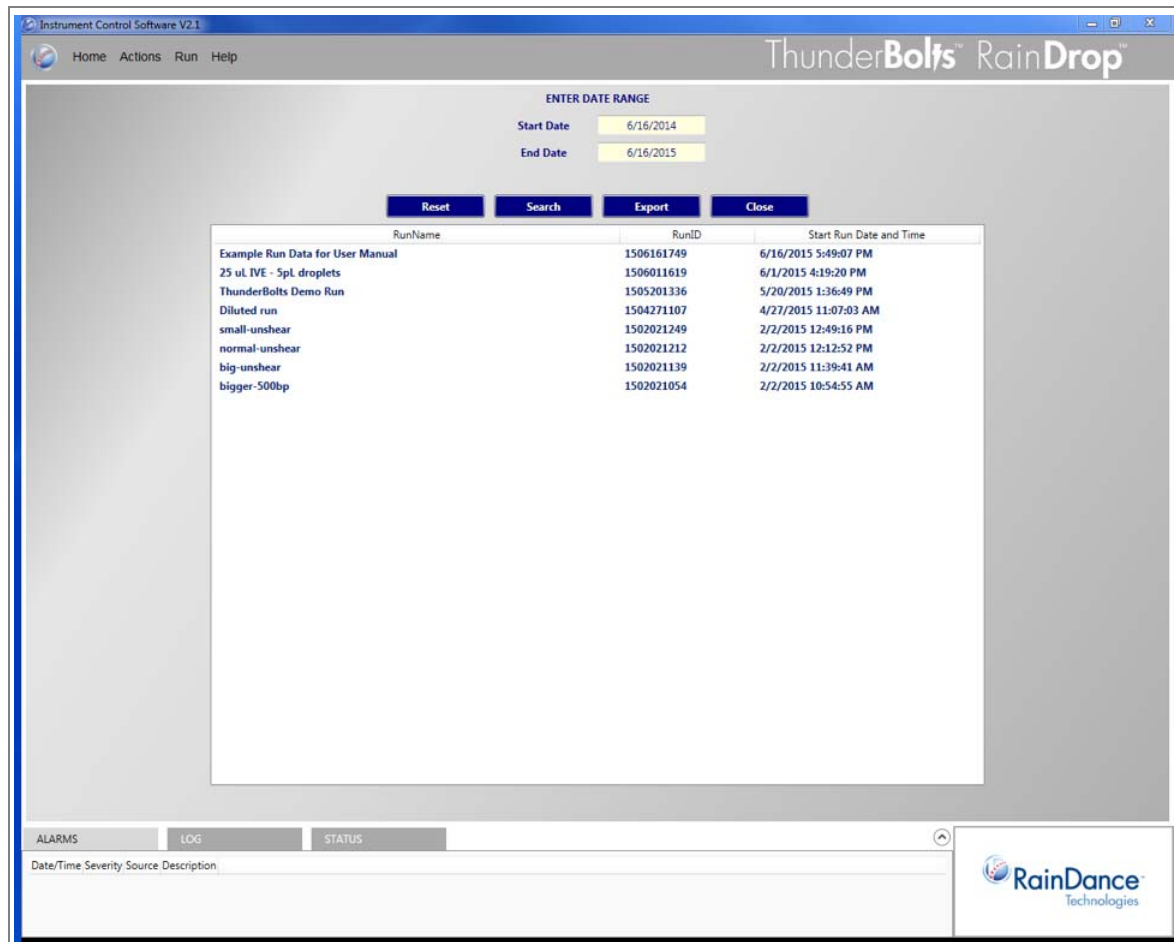 Instrument Control Software V2.1
Home Actions Run Help
ThunderBolts™ RainDrop™
ENTER DATE RANGE
Start Date 6/16/2014
End Date 6/16/2015
Reset Search Export Close
RunName RunID Start Run Date and Time
Example Run Data for User Manual 1506161749 6/16/2015 5:49:07 PM
25 uL IVE - 5pL droplets 1506011619 6/1/2015 4:19:20 PM
ThunderBolts Demo Run 1505201336 5/20/2015 1:36:49 PM
Diluted run 1504271107 4/27/2015 11:07:03 AM
small-unshear 1502021249 2/2/2015 12:49:16 PM
normal-unshear 1502021212 2/2/2015 12:12:52 PM
big-unshear 1502021139 2/2/2015 11:39:41 AM
bigger-500bp 1502021054 2/2/2015 10:54:55 AM
ALARMS LOG STATUS
Date/Time Severity Source Description
RainDance™
Technologies